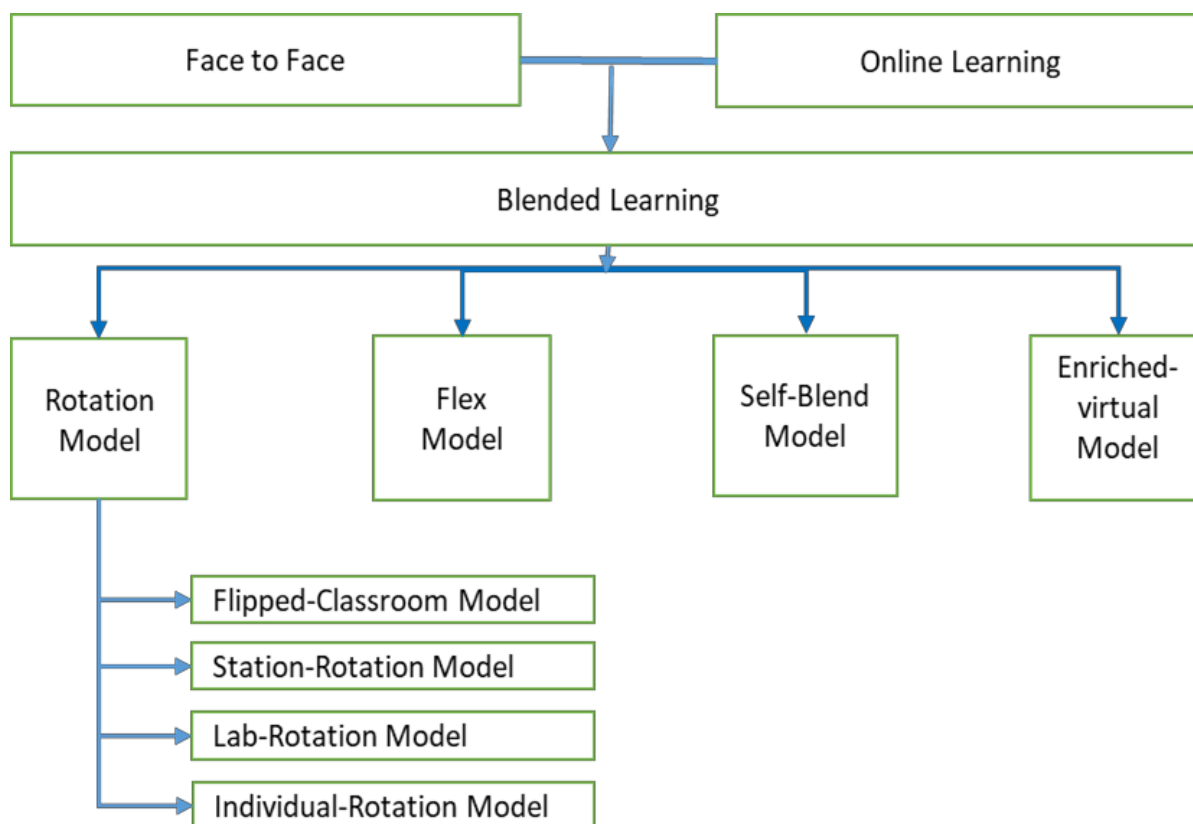 Face to Face
Online Learning
Blended Learning
Rotation
Model
Flex
Model
Self-Blend
Model
Enriched-
virtual
Model
Flipped-Classroom Model
Station-Rotation Model
Lab-Rotation Model
Individual-Rotation Model